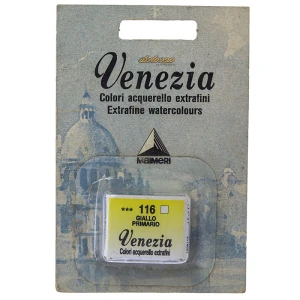 Venezia
Colori acquerello extrafini
Extrafine watercolours
MAIMERI
*** 116
GIALLO
PRIMARIO
Venezia
Colori acquerello extrafini